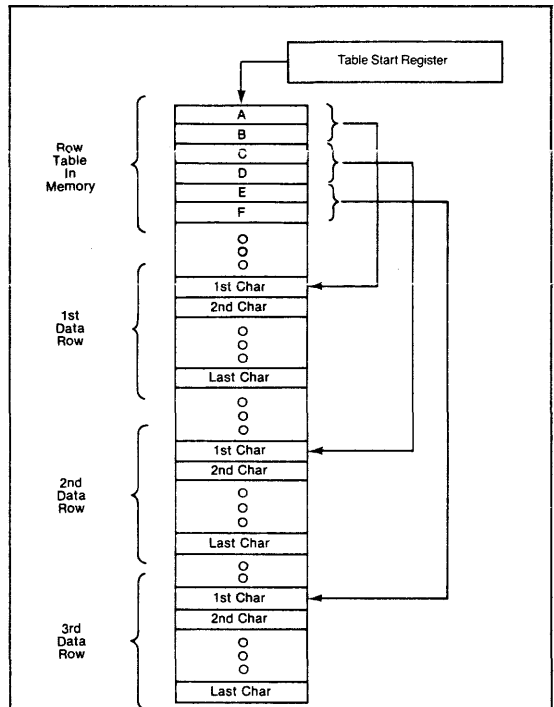 Table Start Register
A
B
C
D
E
F
Row
Table
In
Memory
1st Char
2nd Char
Last Char
1st
Data
Row
1st Char
2nd Char
Last Char
2nd
Data
Row
1st Char
2nd Char
Last Char
3rd
Data
Row